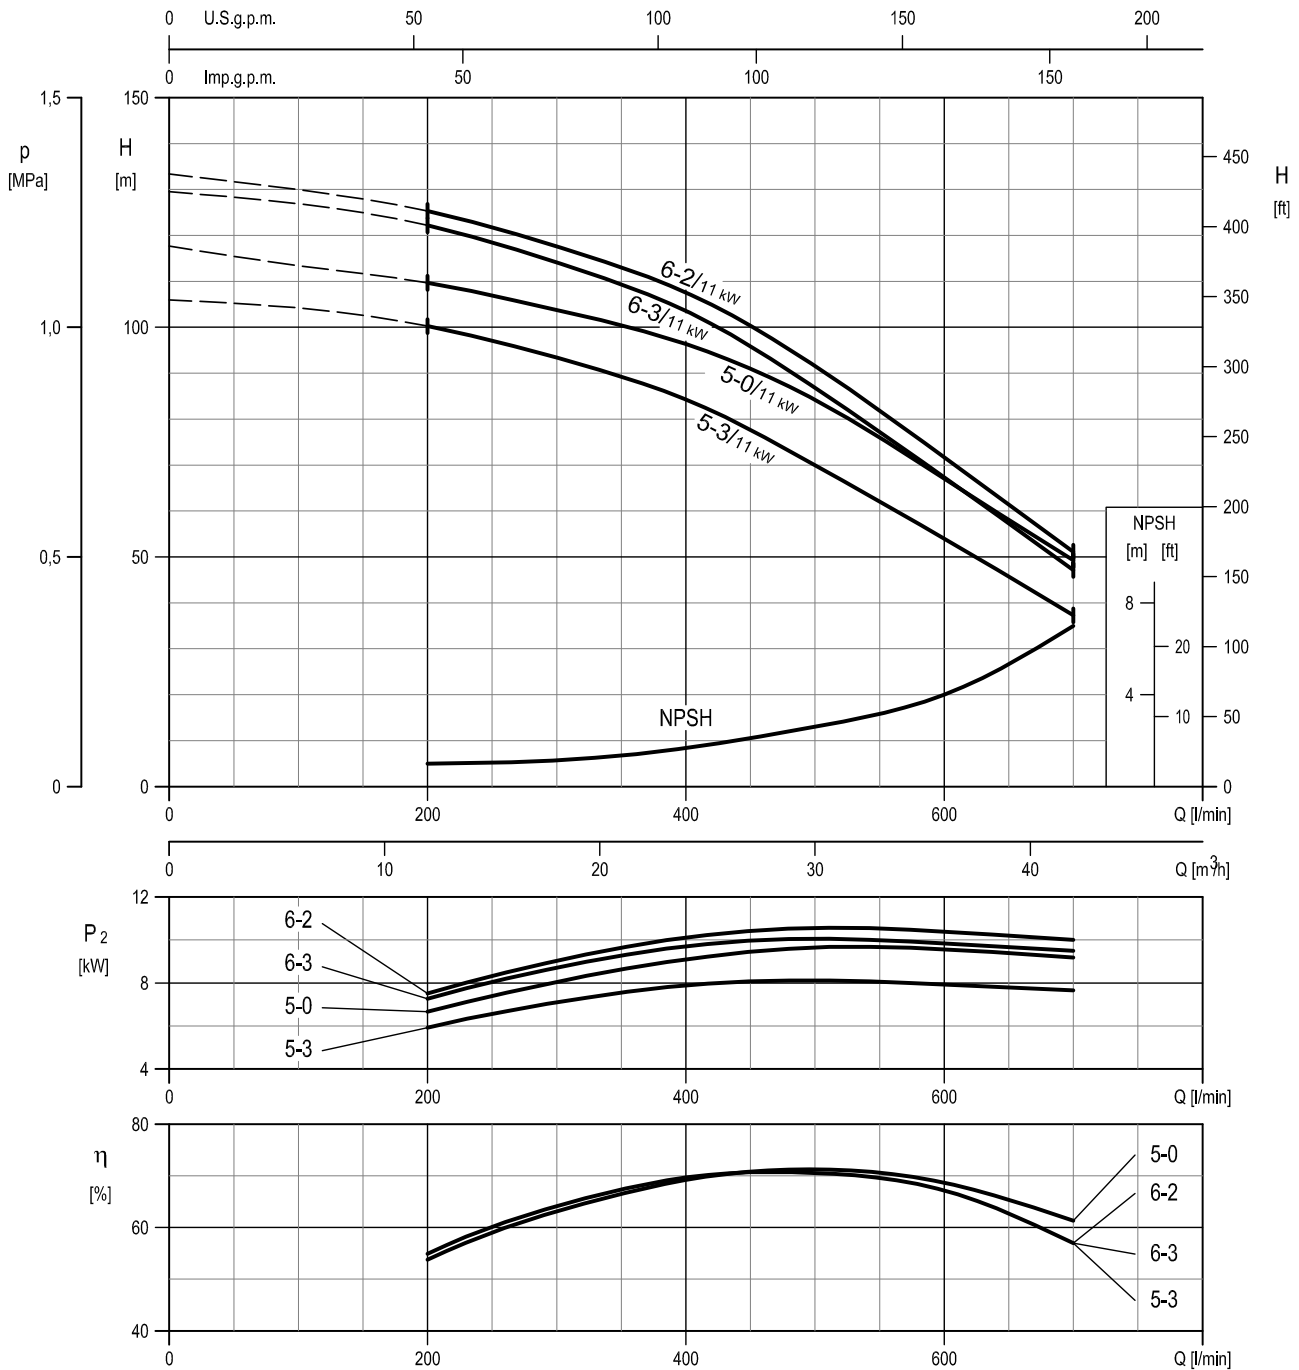 0 U.S.g.p.m. 50 100 150 200
0 Imp.g.p.m. 50 100 150
1,5 150
p H
[MPa] [m]
450
H
[ft]
400
6-2/11 kW
6-3/11 kW
350
1,0 100
300
5-0/11 kW
5-3/11 kW
250
200
NPSH
[m] [ft]
0,5 50
150
8
20 100
4
NPSH
10 50
0 0 0
0 200 400 600 Q [l/min]
0 10 20 30 40 Q [m³/h]
12
6-2
P2
[kW]
6-3
8
5-0
5-3
4
0 200 400 600 Q [l/min]
80
η
[%]
5-0
6-2
60
6-3
5-3
40
0 200 400 600 Q [l/min]